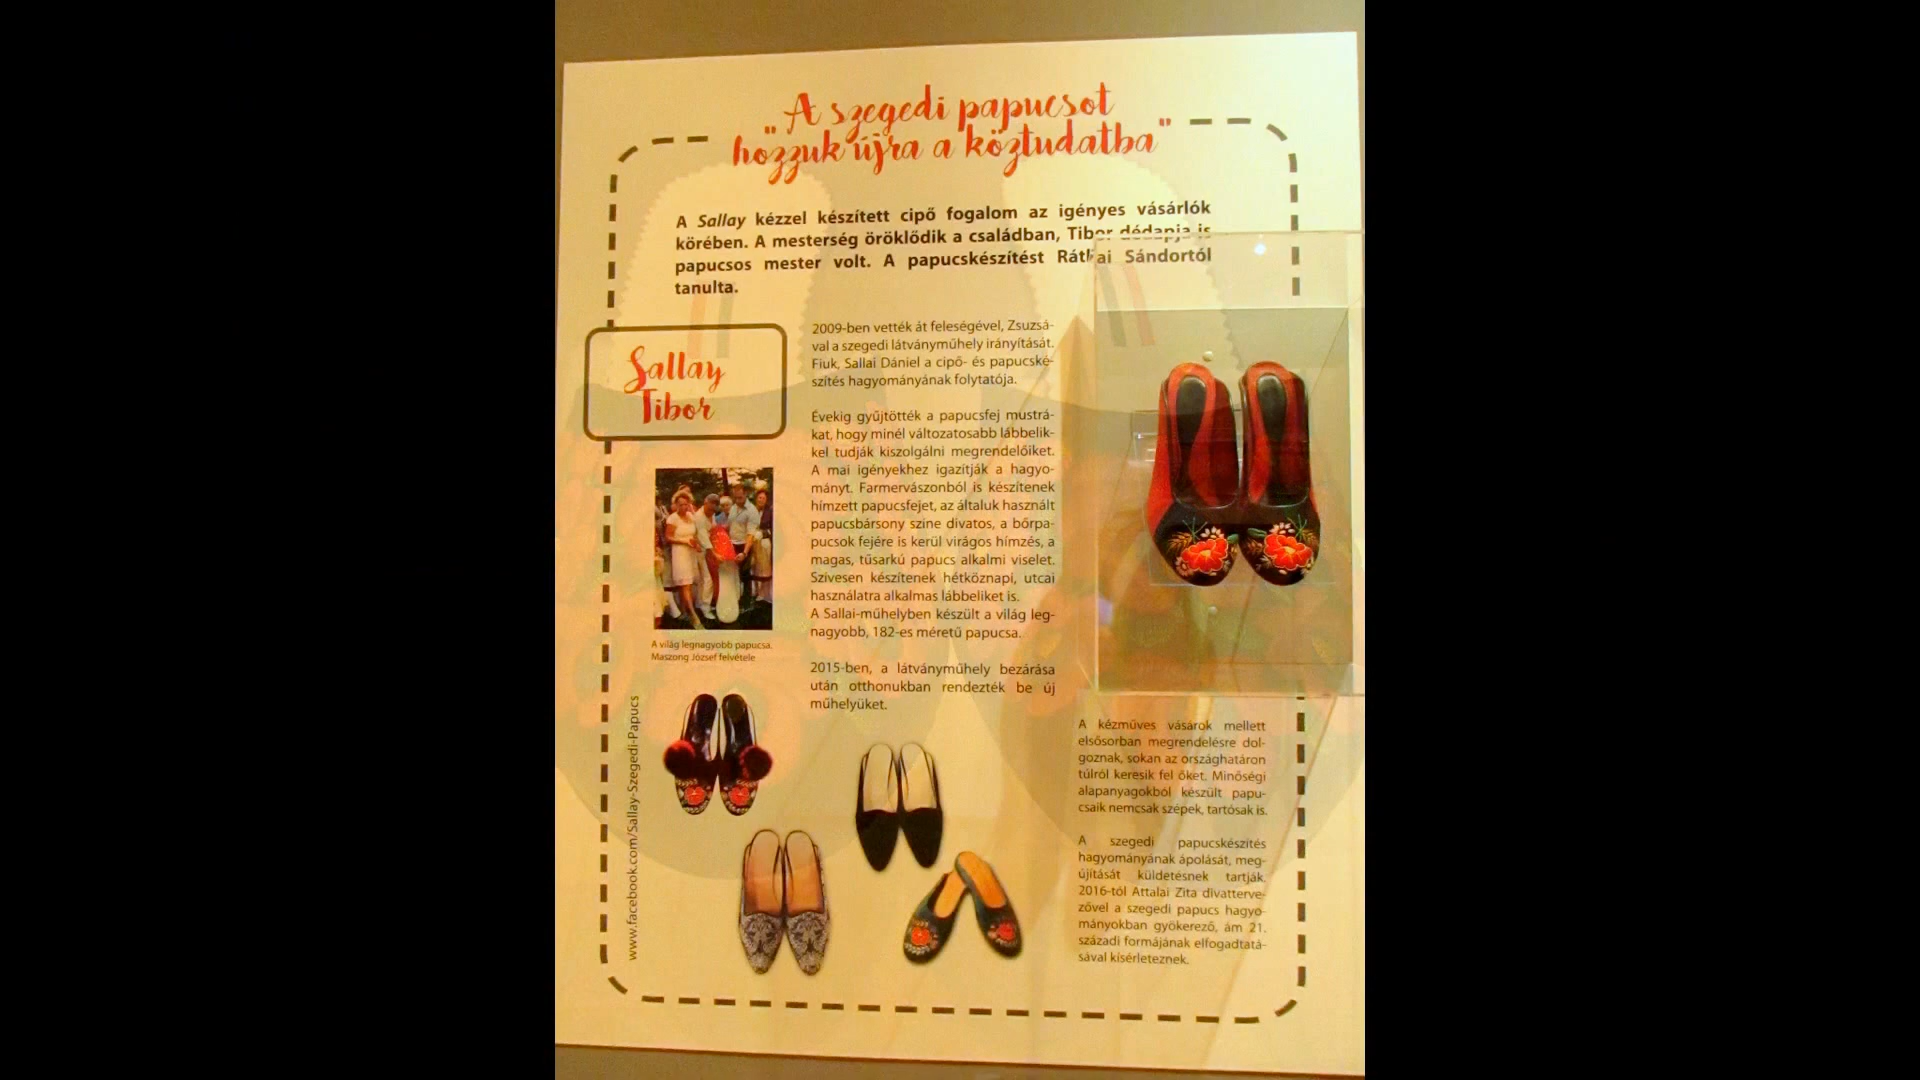 "A szegedi papucsot
hozzuk újra a köztudatba"
A Sallay kézzel készített cipő fogalom az igényes vásárlók
körében. A mesterség öröklődik a családban, Tibor dédapja is
papucsos mester volt. A papucskészítést Rátkai Sándortól
tanulta.
Sallay
Tibor
A világ legnagyobb papucsa.
Maszong József felvétele
www.facebook.com/Sallay-Szegedi-Papucs
2009-ben vették át feleségével, Zsuzsá-
val a szegedi látványműhely irányítását.
Fiuk, Sallai Dániel a cipő- és papucské-
szítés hagyományának folytatója.
Évekig gyűjtötték a papucsfej mustrá-
kat, hogy minél változatosabb lábbelik-
kel tudják kiszolgálni megrendelőiket.
A mai igényekhez igazítják a hagyo-
mányt. Farmervászonból is készítenek
hímzett papucsfejet, az általuk használt
papucsbársony színe divatos, a bőrpa-
pucsok fejére is kerül virágos hímzés, a
magas, tűsarkú papucs alkalmi viselet.
Szívesen készítenek hétköznapi, utcai
használatra alkalmas lábbeliket is.
A Sallai-műhelyben készült a világ leg-
nagyobb, 182-es méretű papucsa.
2015-ben, a látványműhely bezárása
után otthonukban rendezték be új
műhelyüket.
A kézműves vásárok mellett
elsősorban megrendelésre dol-
goznak, sokan az országhatáron
túlról keresik fel őket. Minőségi
alapanyagokból készült papu-
csaik nemcsak szépek, tartósak is.
A szegedi papucskészítés
hagyományának ápolását, meg-
újítását küldetésnek tartják.
2016-tól Attalai Zita divatterve-
zővel a szegedi papucs hagyo-
mányokban gyökerező, ám 21.
századi formájának elfogadtatá-
sával kísérleteznek.